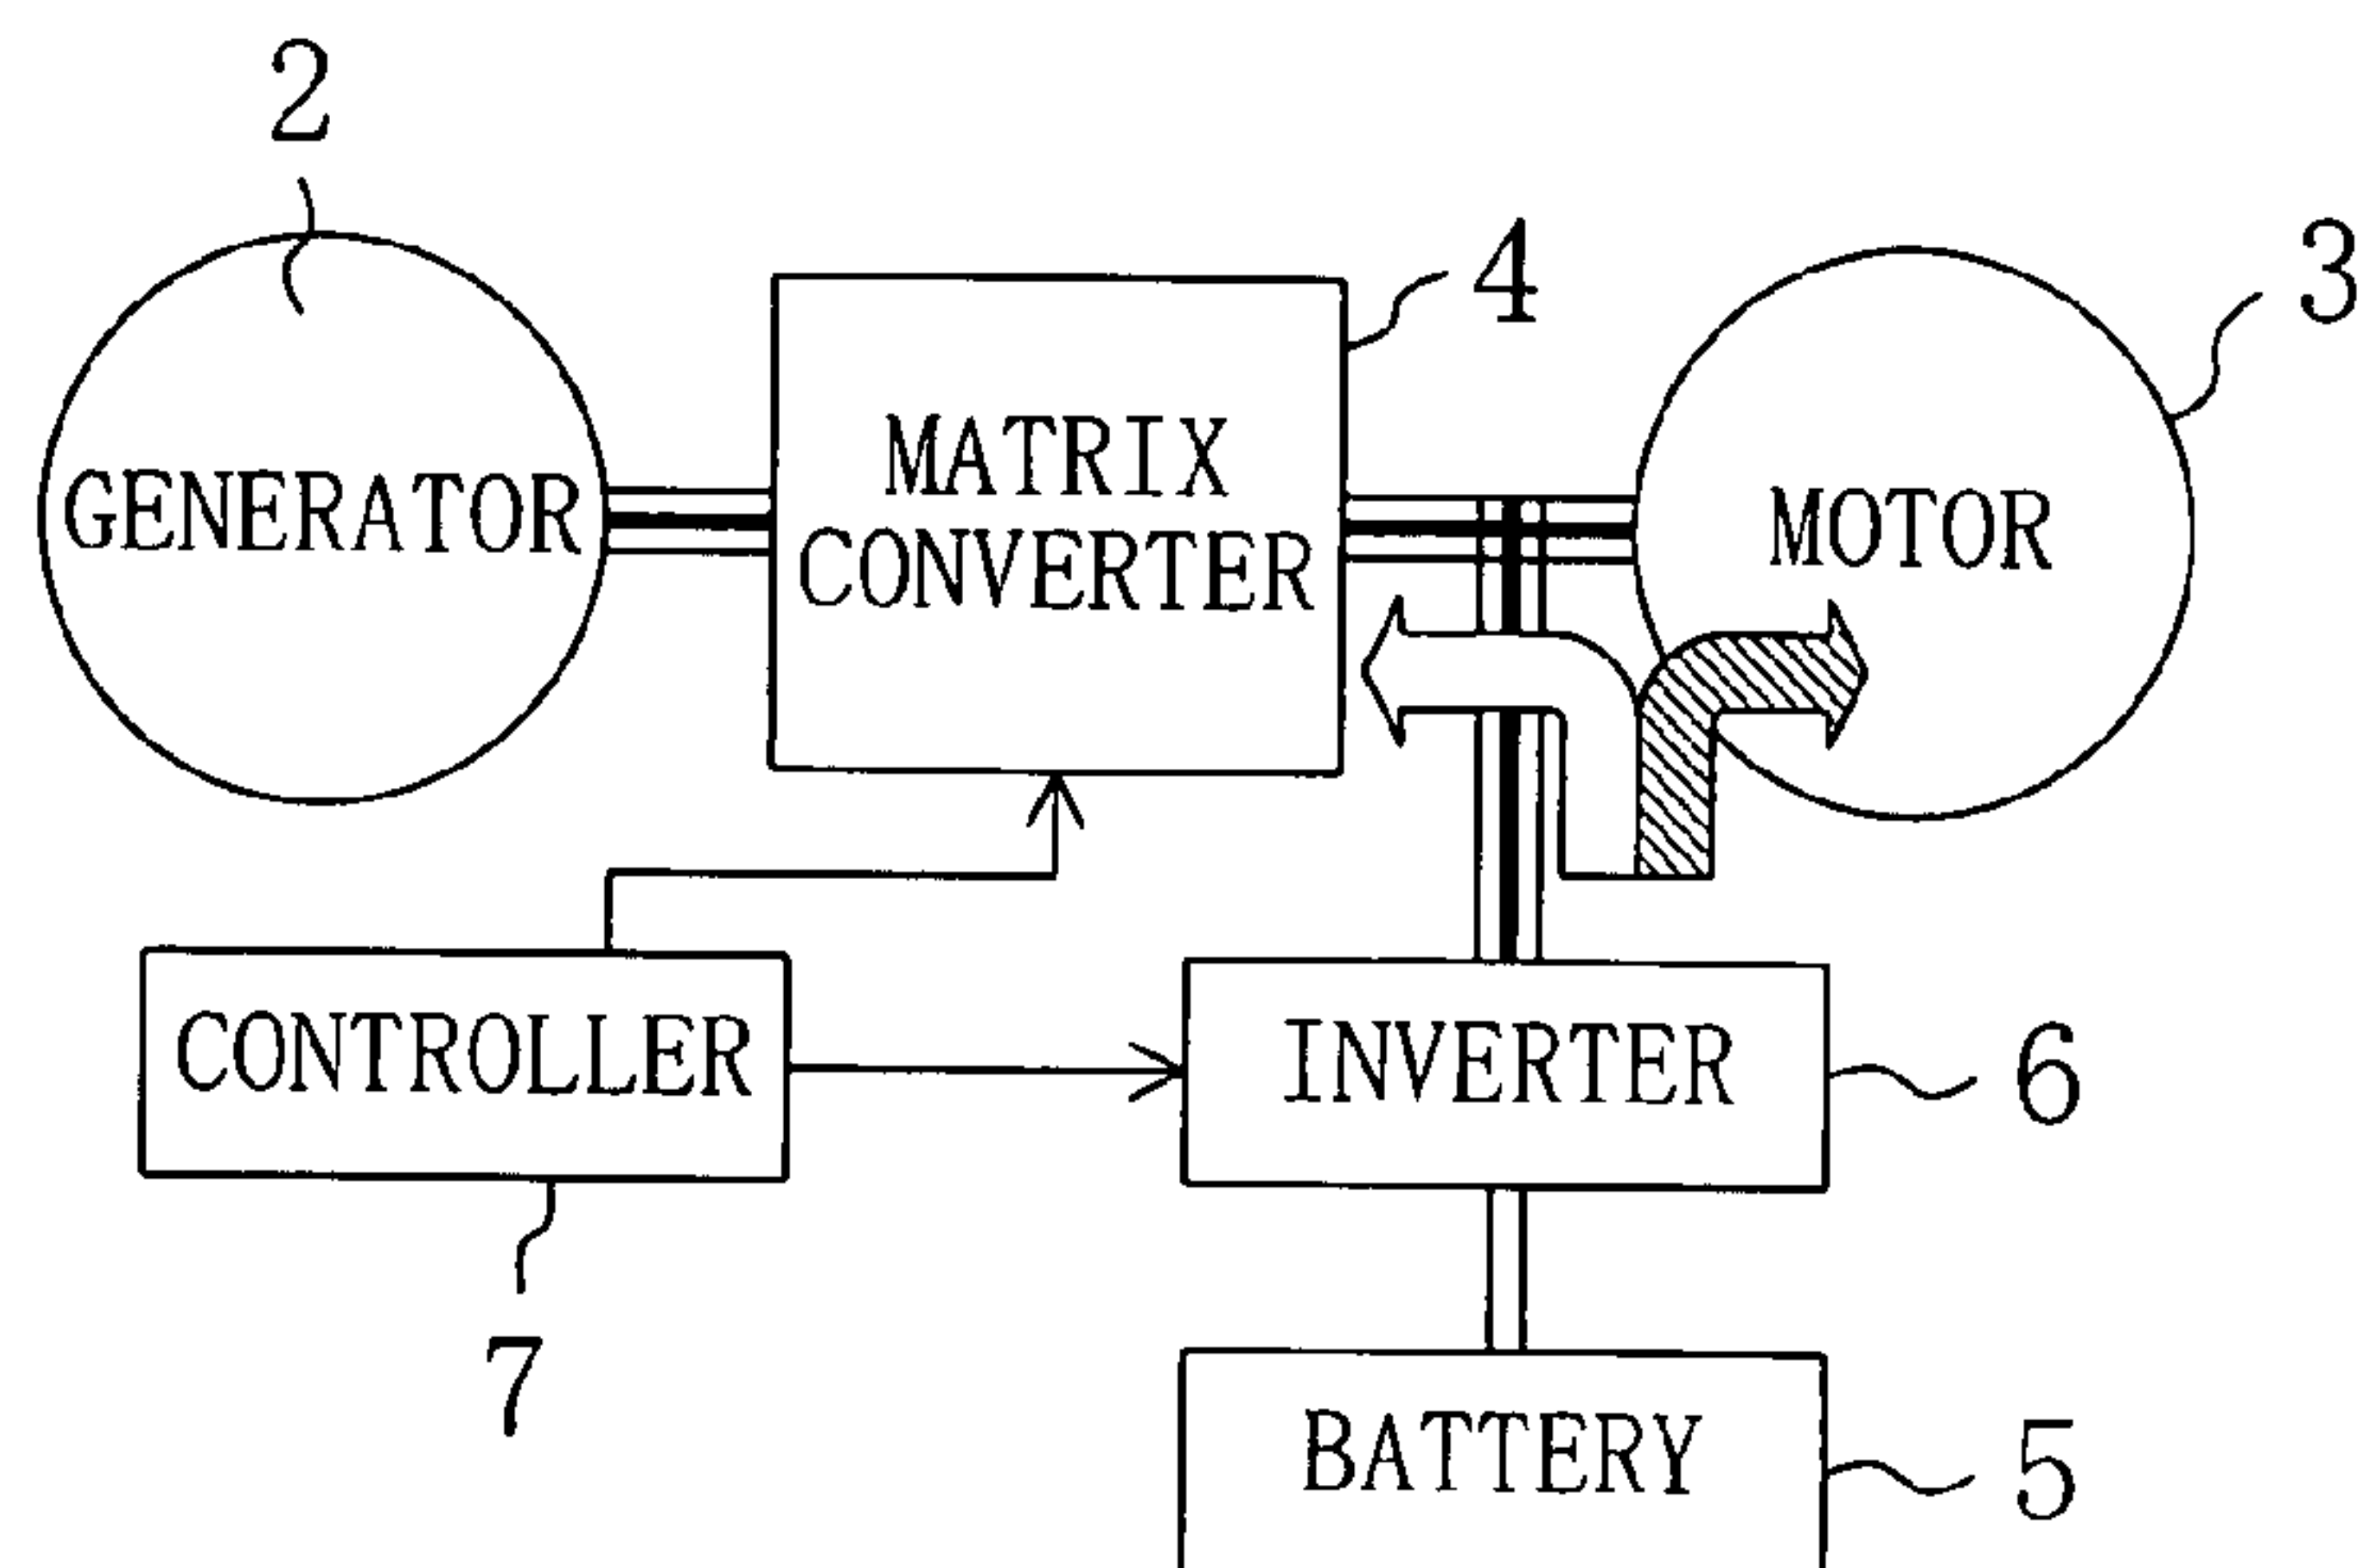 2
4
3
GENERATOR
MATRIX
CONVERTER
MOTOR
CONTROLLER
INVERTER
6
7
BATTERY
5